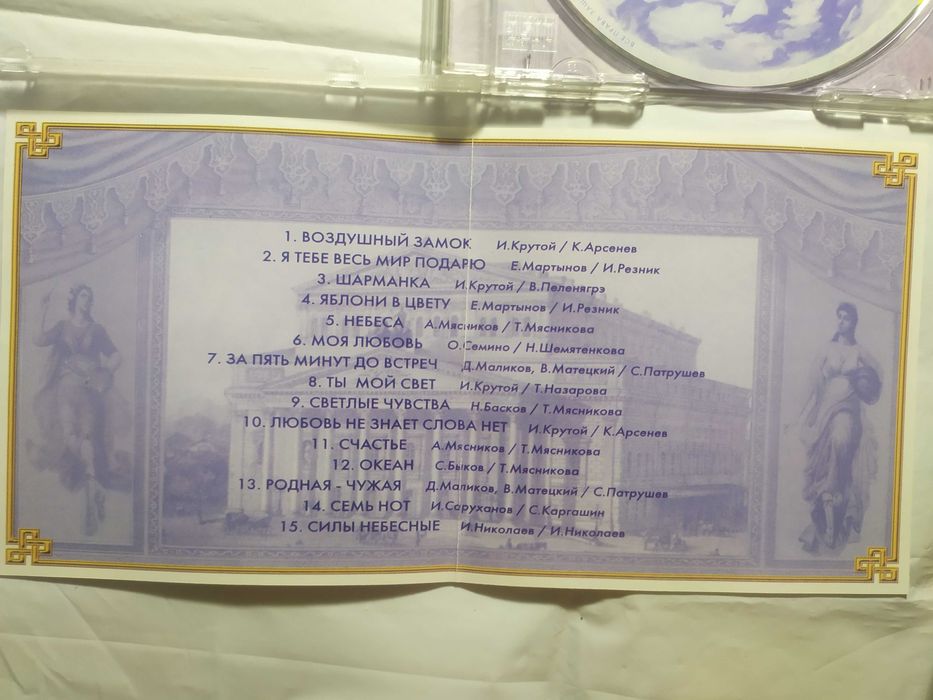 ВСЕ ПРАВА
1. ВОЗДУШНЫЙ ЗАМОК И.Крутой / К.Арсенев
2. Я ТЕБЕ ВЕСЬ МИР ПОДАРЮ Е.Мартынов / И.Резник
3. ШАРМАНКА И.Крутой / В.Пеленягрэ
4. ЯБЛОНИ В ЦВЕТУ Е.Мартынов / И.Резник
5. НЕБЕСА А.Мясников / Т.Мясникова
6. МОЯ ЛЮБОВЬ О.Семино / Н.Шемятенкова
7. ЗА ПЯТЬ МИНУТ ДО ВСТРЕЧ Д.Маликов, В.Матецкий / С.Патрушев
8. ТЫ МОЙ СВЕТ И.Крутой / Т.Назарова
9. СВЕТЛЫЕ ЧУВСТВА Н.Басков / Т.Мясникова
10. ЛЮБОВЬ НЕ ЗНАЕТ СЛОВА НЕТ И.Крутой / К.Арсенев
11. СЧАСТЬЕ А.Мясников / Т.Мясникова
12. ОКЕАН С.Быков / Т.Мясникова
13. РОДНАЯ - ЧУЖАЯ Д.Маликов, В.Матецкий / С.Патрушев
14. СЕМЬ НОТ И.Саруханов / С.Каргашин
15. СИЛЫ НЕБЕСНЫЕ И.Николаев / И.Николаев